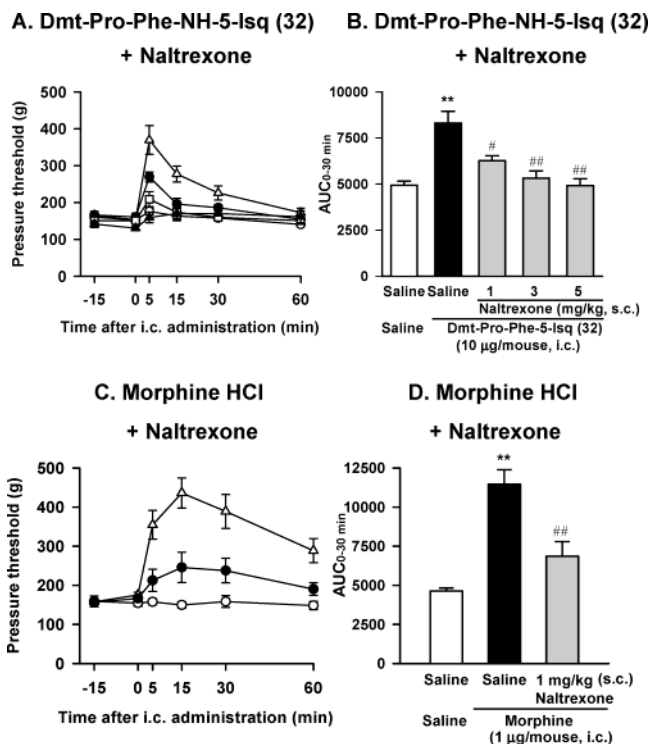 A. Dmt-Pro-Phe-NH-5-Isq (32)
+ Naltrexone
Pressure threshold (g)
500
400
300
200
100
0
-15 0 5 15 30 60
Time after i.c. administration (min)
B. Dmt-Pro-Phe-NH-5-Isq (32)
+ Naltrexone
AUC0-30 min
10000
7500
5000
2500
0
**
#
##
##
Saline Saline 1 3 5
Naltrexone (mg/kg, s.c.)
Saline Dmt-Pro-Phe-5-Isq (32)
(10 µg/mouse, i.c.)
C. Morphine HCl
+ Naltrexone
Pressure threshold (g)
500
400
300
200
100
0
-15 0 5 15 30 60
Time after i.c. administration (min)
D. Morphine HCl
+ Naltrexone
AUC0-30 min
12500
10000
7500
5000
2500
0
**
##
Saline Saline 1 mg/kg (s.c.)
Naltrexone
Saline Morphine
(1 µg/mouse, i.c.)